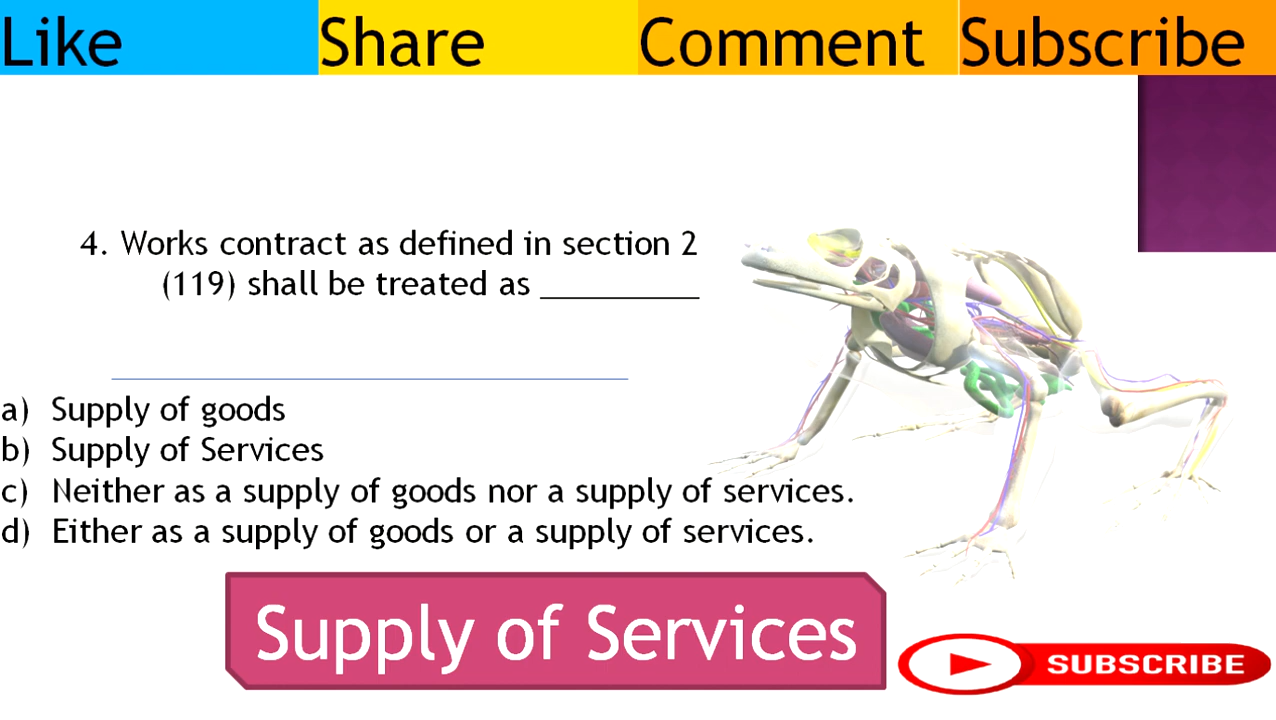 Like Share Comment Subscribe
4. Works contract as defined in section 2
(119) shall be treated as _________
a) Supply of goods
b) Supply of Services
c) Neither as a supply of goods nor a supply of services.
d) Either as a supply of goods or a supply of services.
Supply of Services
SUBSCRIBE